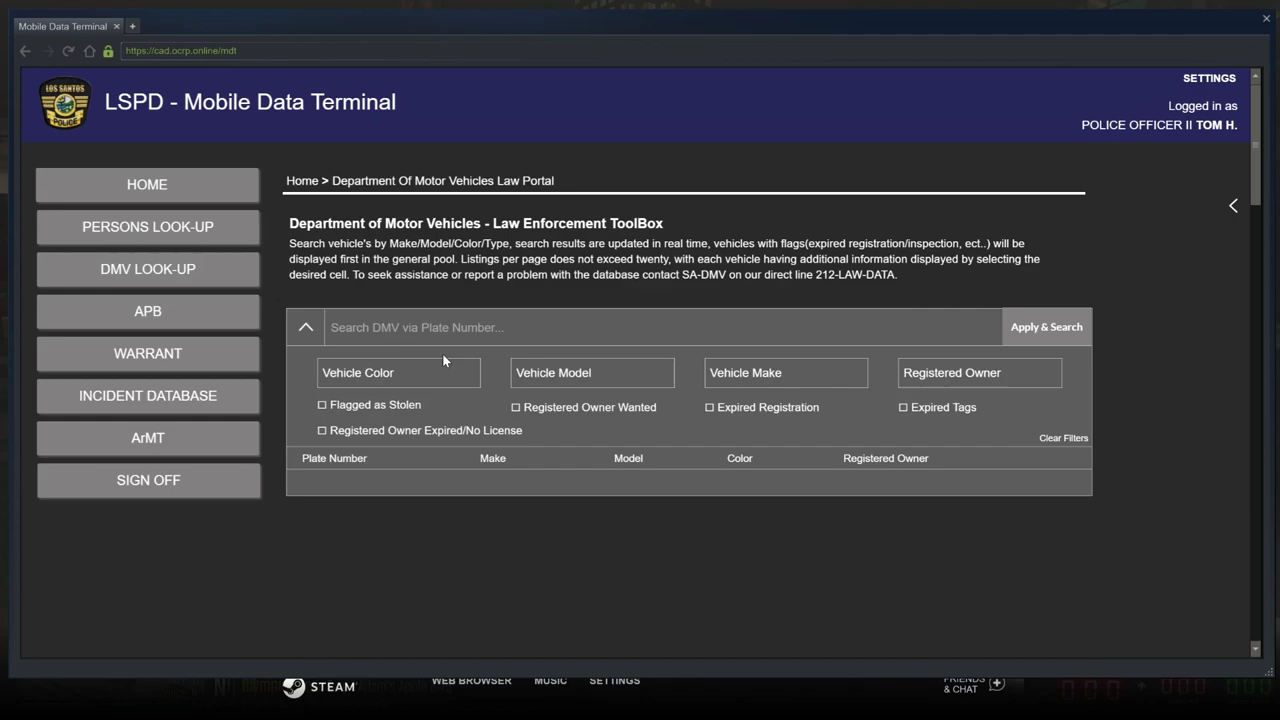 Mobile Data Terminal
https://cad.ocrp.online/mdt
LOS SANTOS
POLICE
LSPD - Mobile Data Terminal
SETTINGS
Logged in as
POLICE OFFICER II TOM H.
HOME
PERSONS LOOK-UP
DMV LOOK-UP
APB
WARRANT
INCIDENT DATABASE
ArMT
SIGN OFF
Home > Department Of Motor Vehicles Law Portal
Department of Motor Vehicles - Law Enforcement ToolBox
Search vehicle's by Make/Model/Color/Type, search results are updated in real time, vehicles with flags(expired registration/inspection, ect..) will be
displayed first in the general pool. Listings per page does not exceed twenty, with each vehicle having additional information displayed by selecting the
desired cell. To seek assistance or report a problem with the database contact SA-DMV on our direct line 212-LAW-DATA.
Search DMV via Plate Number...
Apply & Search
Vehicle Color
Vehicle Model
Vehicle Make
Registered Owner
Flagged as Stolen
Registered Owner Wanted
Expired Registration
Expired Tags
Registered Owner Expired/No License
Clear Filters
Plate Number Make Model Color Registered Owner
STEAM
WEB BROWSER MUSIC SETTINGS
FRIENDS
& CHAT